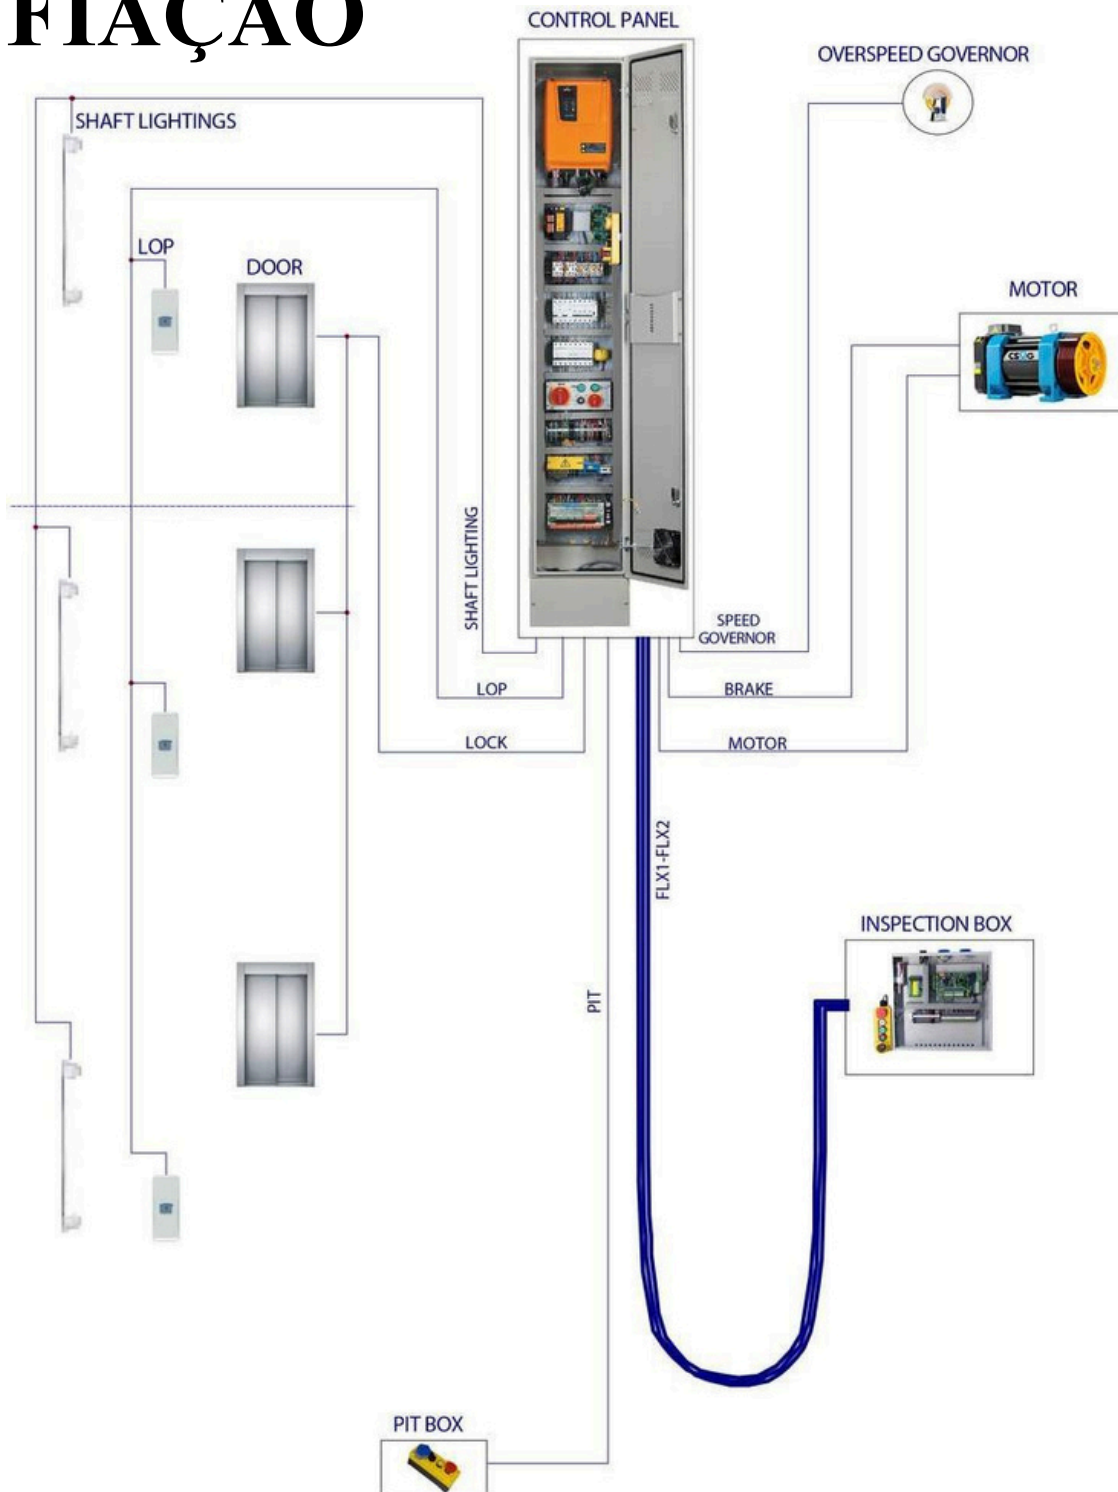 FIAÇÃO
CONTROL PANEL
OVERSPEED GOVERNOR
SHAFT LIGHTINGS
LOP
DOOR
MOTOR
CSWG
SHAFT LIGHTING
SPEED
GOVERNOR
LOP
BRAKE
LOCK
MOTOR
FLX1-FLX2
INSPECTION BOX
PIT
PIT BOX